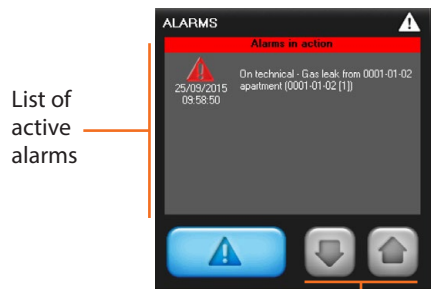 ALARMS
Alarms in action
On technical - Gas leak from 0001-01-02
apartment (0001-01-02 [1])
25/09/2015
09:58:50
List of
active
alarms